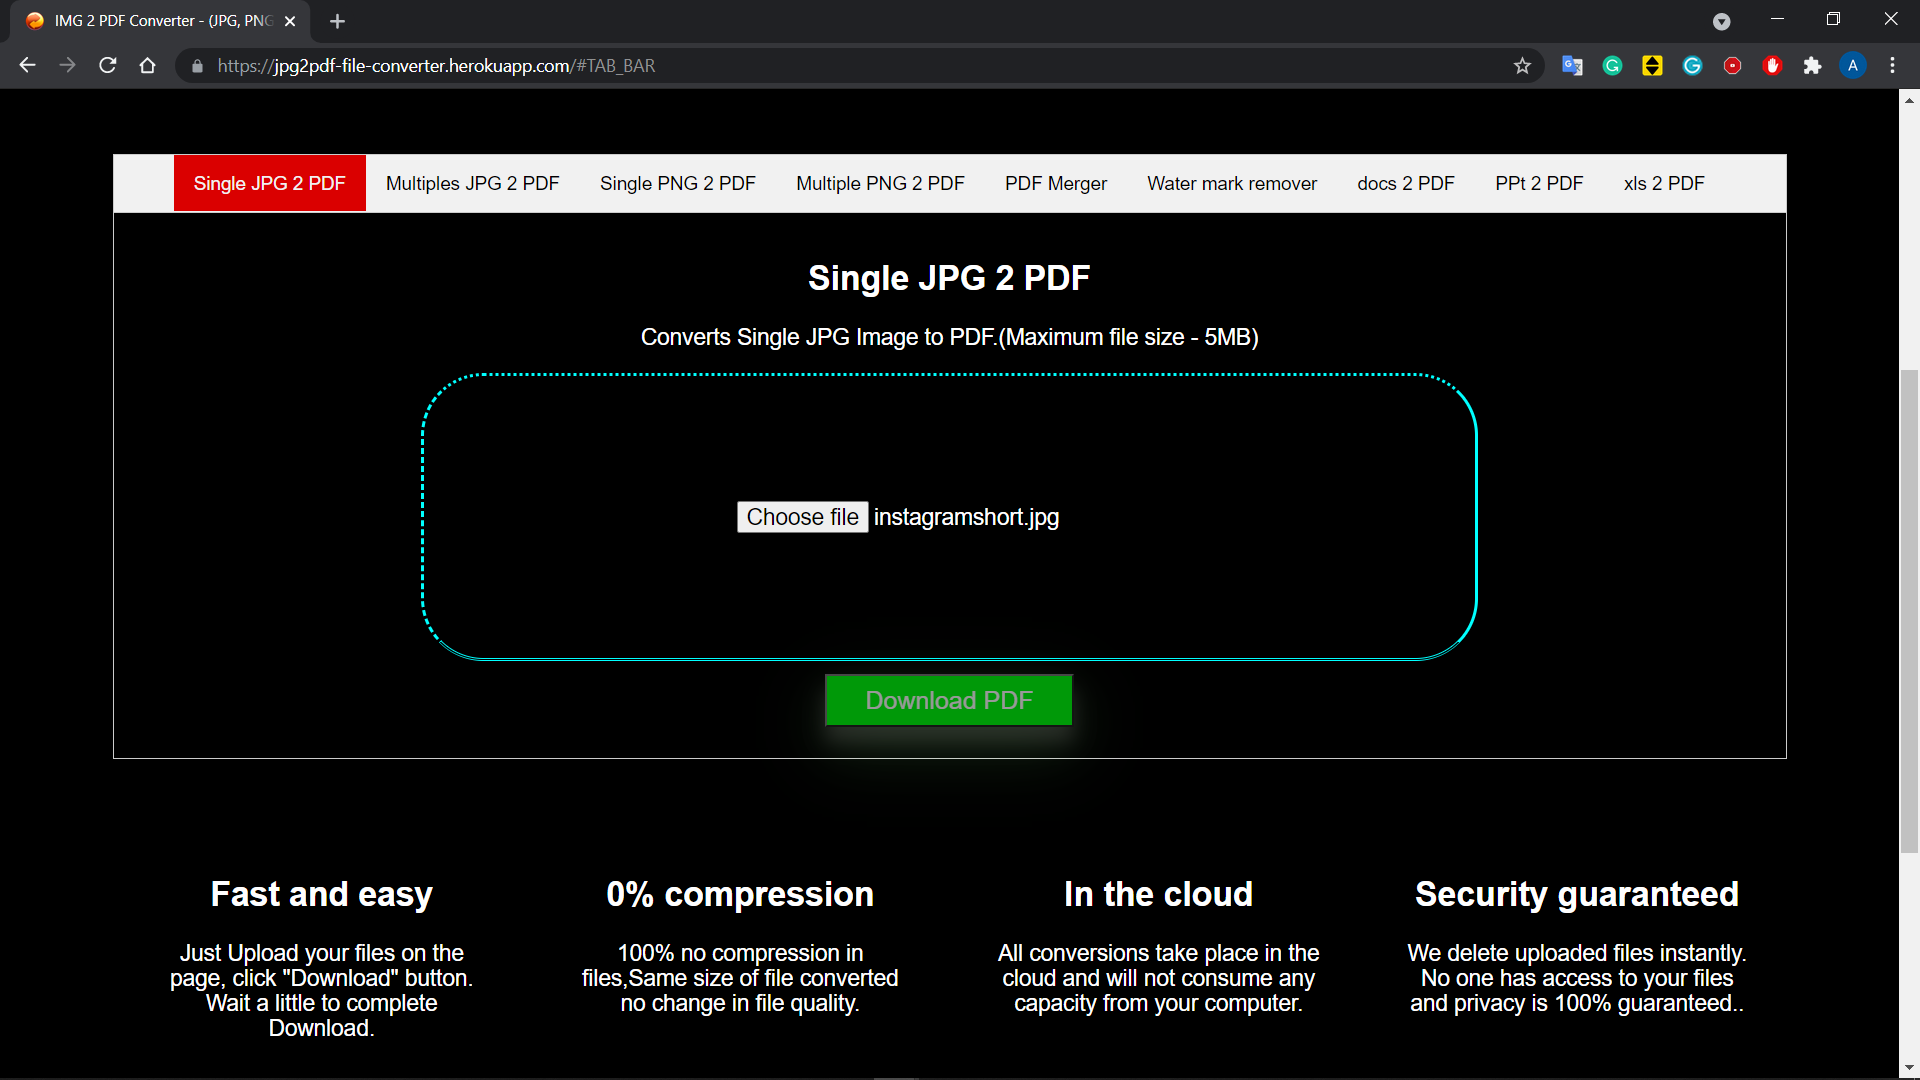 IMG 2 PDF Converter - (JPG, PNG
https://jpg2pdf-file-converter.herokuapp.com/#TAB_BAR
A
Single JPG 2 PDF
Multiples JPG 2 PDF
Single PNG 2 PDF
Multiple PNG 2 PDF
PDF Merger
Water mark remover
docs 2 PDF
PPt 2 PDF
xls 2 PDF
Single JPG 2 PDF
Converts Single JPG Image to PDF.(Maximum file size - 5MB)
Choose file instagramshort.jpg
Download PDF
Fast and easy
Just Upload your files on the
page, click "Download" button.
Wait a little to complete
Download.
0% compression
100% no compression in
files,Same size of file converted
no change in file quality.
In the cloud
All conversions take place in the
cloud and will not consume any
capacity from your computer.
Security guaranteed
We delete uploaded files instantly.
No one has access to your files
and privacy is 100% guaranteed..